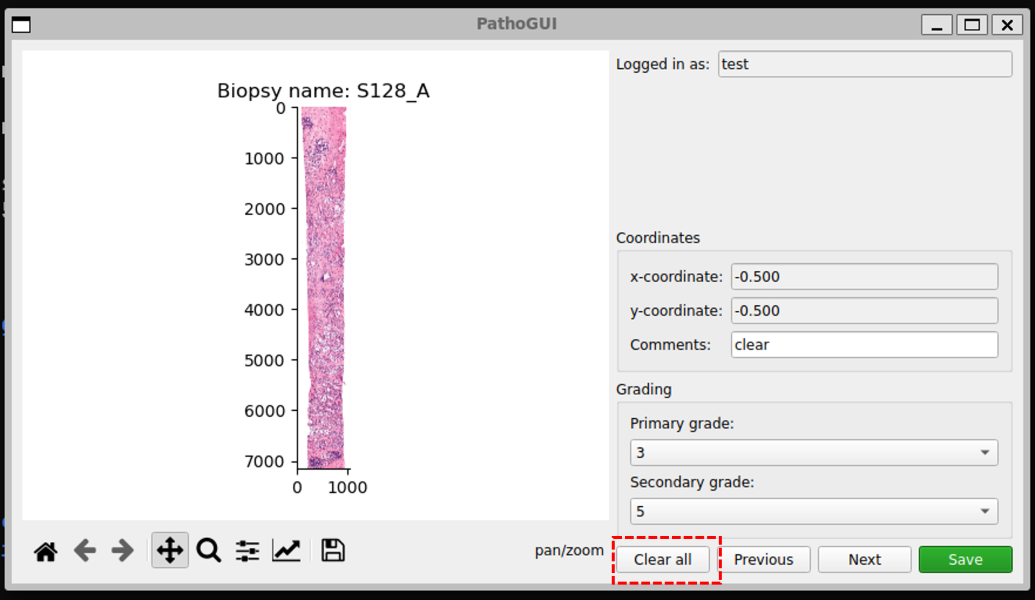 PathoGUI
Biopsy name: S128_A
0
1000
2000
3000
4000
5000
6000
7000
0 1000
Logged in as: test
Coordinates
x-coordinate: -0.500
y-coordinate: -0.500
Comments: clear
Grading
Primary grade:
3
Secondary grade:
5
pan/zoom Clear all Previous Next Save